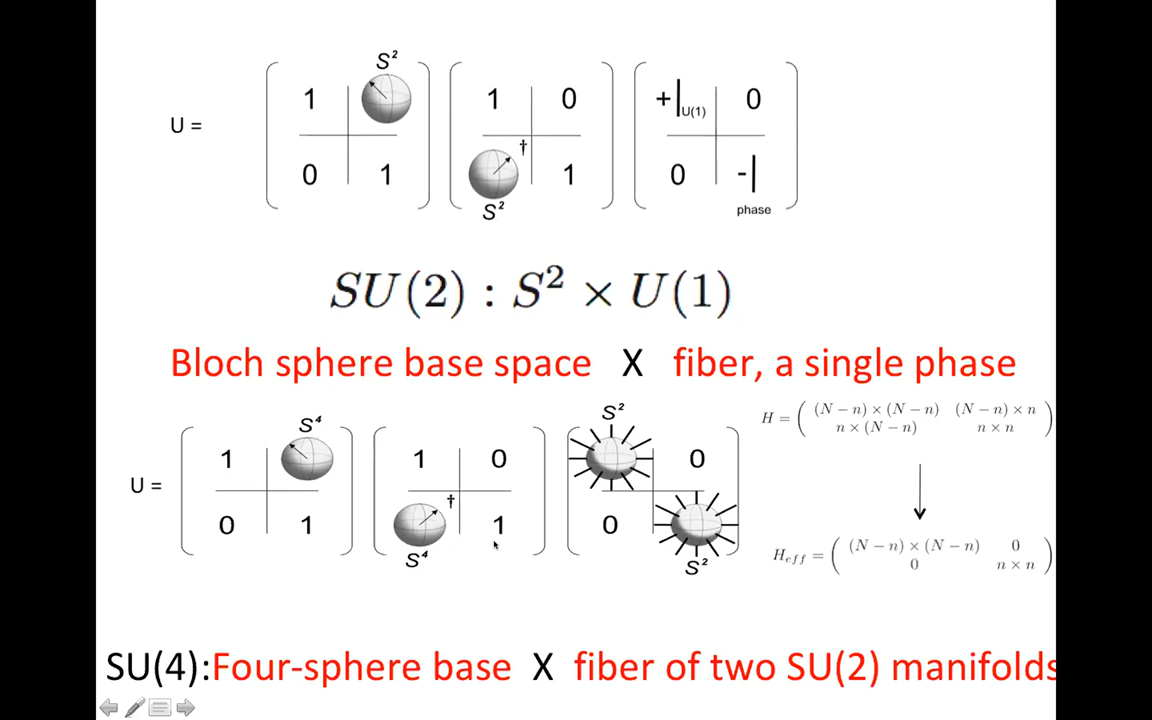 S²
1 1 0 +|U(1) 0
U =
†
0 1 1 0 -|
S²
phase
SU(2) : S² × U(1)
Bloch sphere base space X fiber, a single phase
H = ( (N − n) × (N − n) (N − n) × n )
n × (N − n) n × n
S⁴ S²
1 1 0 0
U =
†
0 1 1 0
S⁴ S²
H_eff = ( (N − n) × (N − n) 0 )
0 n × n
SU(4):Four-sphere base X fiber of two SU(2) manifolds